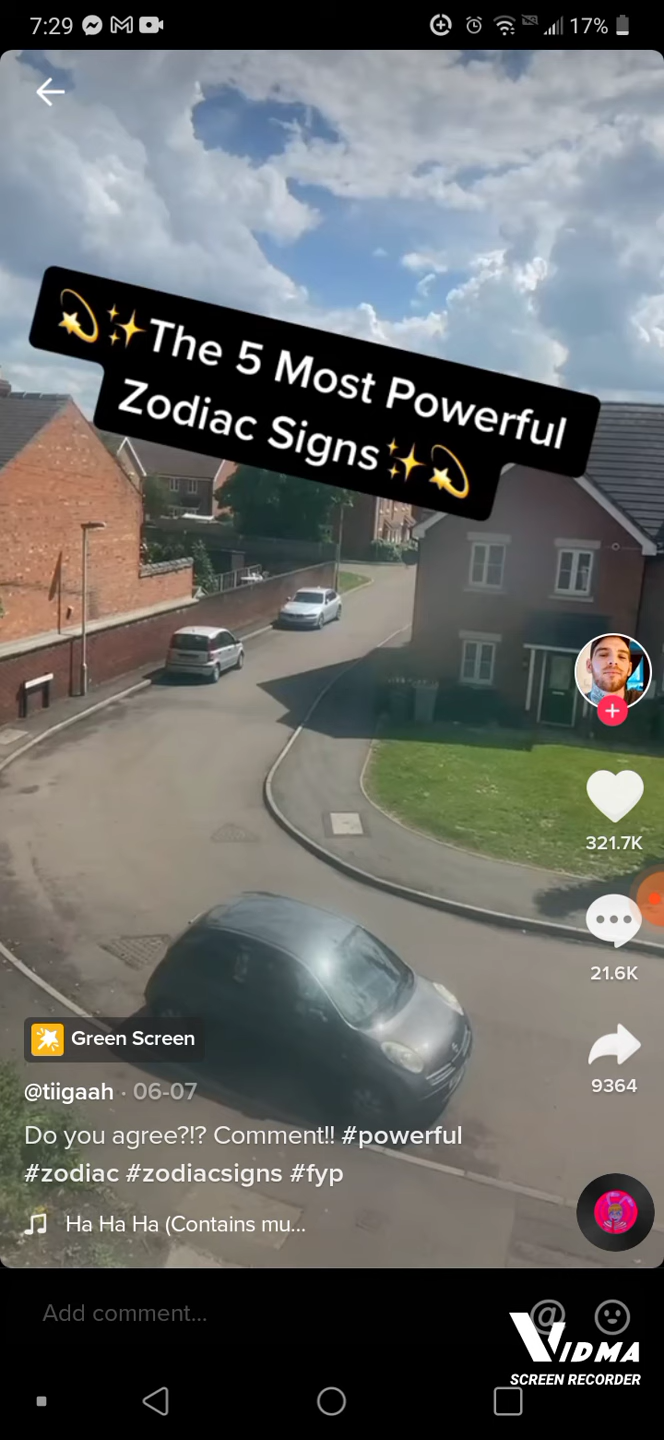 7:29
17%
💫✨The 5 Most Powerful
Zodiac Signs✨💫
321.7K
21.6K
Green Screen
@tiigaah · 06-07
9364
Do you agree?!? Comment!! #powerful
#zodiac #zodiacsigns #fyp
Ha Ha Ha (Contains mu...
Add comment...
@
VIDMA
SCREEN RECORDER